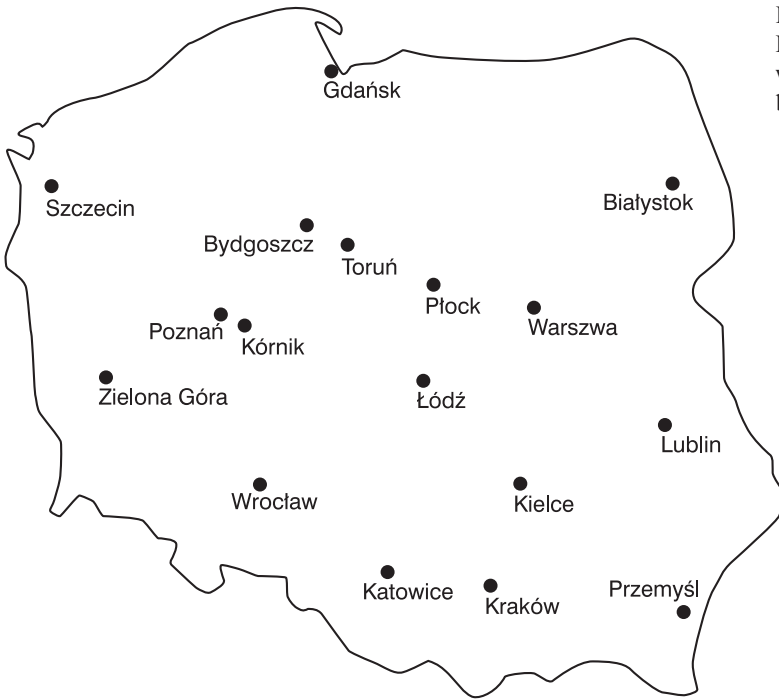 Gdańsk
Szczecin
Białystok
Bydgoszcz
Toruń
Płock
Warszwa
Poznań
Kórnik
Zielona Góra
Łódź
Lublin
Wrocław
Kielce
Katowice
Kraków
Przemyśl